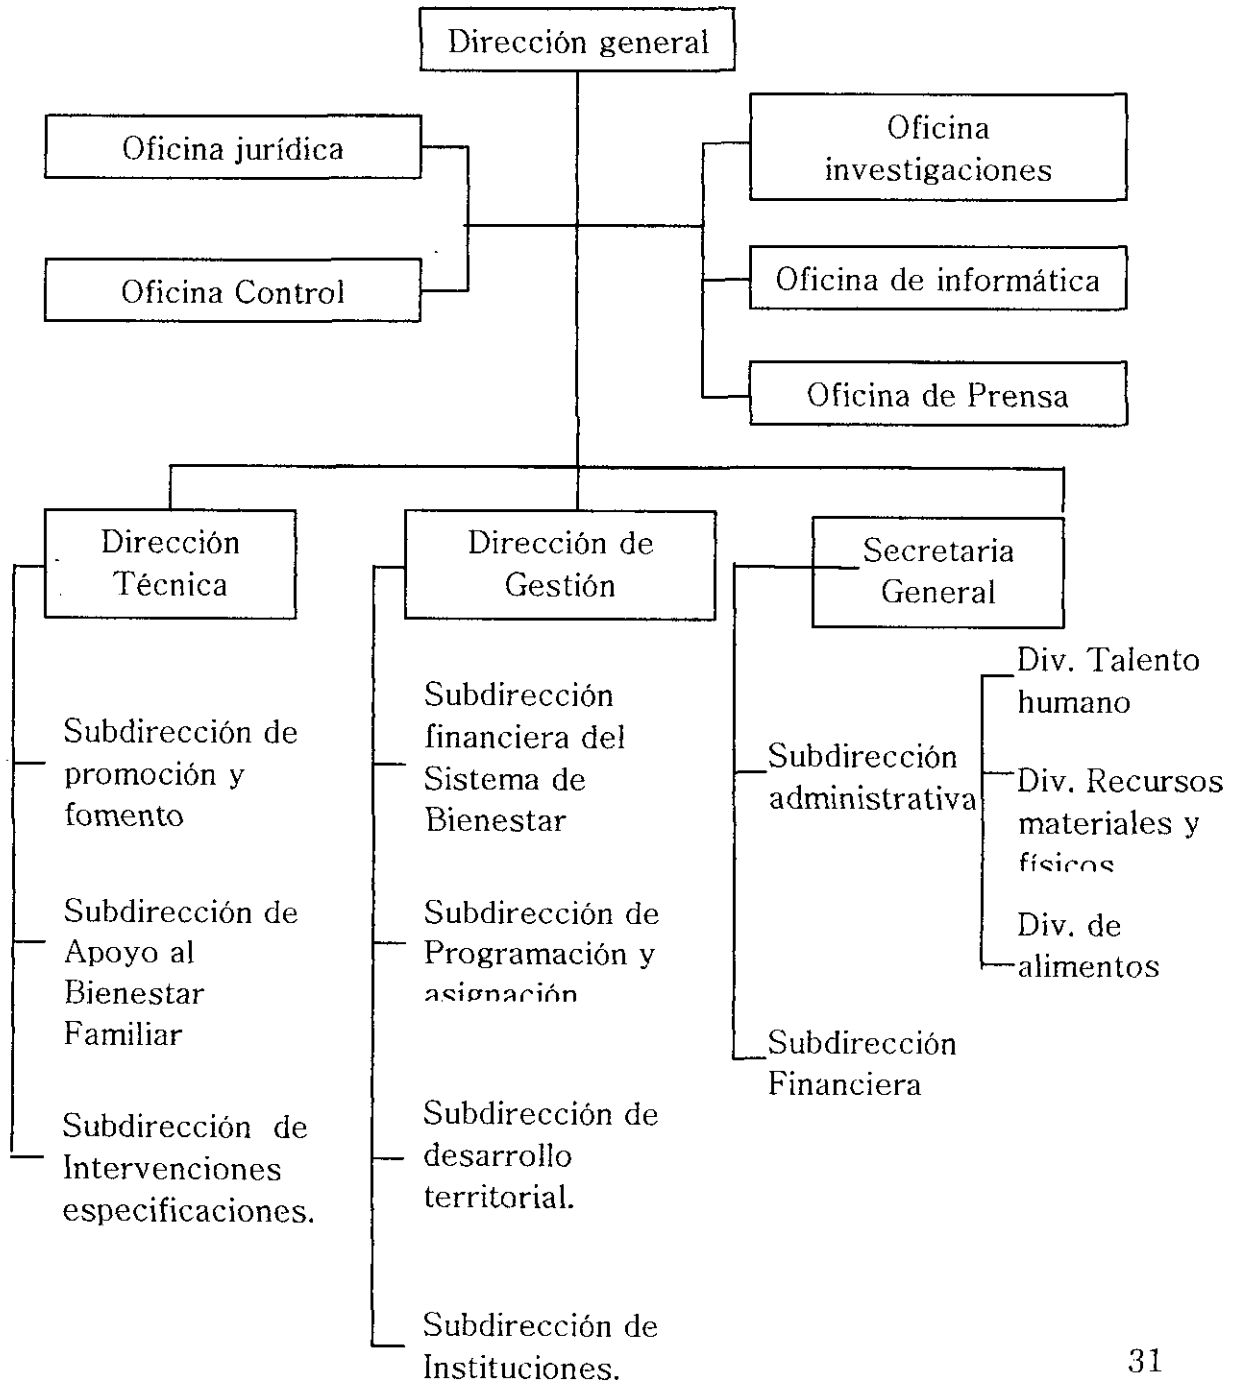 Dirección general
Oficina jurídica
Oficina Control
Oficina
investigaciones
Oficina de informática
Oficina de Prensa
Dirección
Técnica
Subdirección de
promoción y
fomento
Subdirección de
Apoyo al
Bienestar
Familiar
Subdirección de
Intervenciones
especificaciones.
Dirección de
Gestión
Subdirección
financiera del
Sistema de
Bienestar
Subdirección de
Programación y
asignación
Subdirección de
desarrollo
territorial.
Subdirección de
Instituciones.
Secretaria
General
Subdirección
administrativa
Div. Talento
humano
Div. Recursos
materiales y
físicos
Div. de
alimentos
Subdirección
Financiera
31